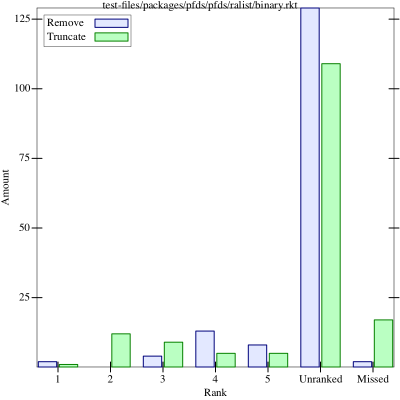 test-files/packages/pfds/pfds/ralist/binary.rkt
Remove
Truncate
125
100
75
50
25
Amount
1 2 3 4 5 Unranked Missed
Rank